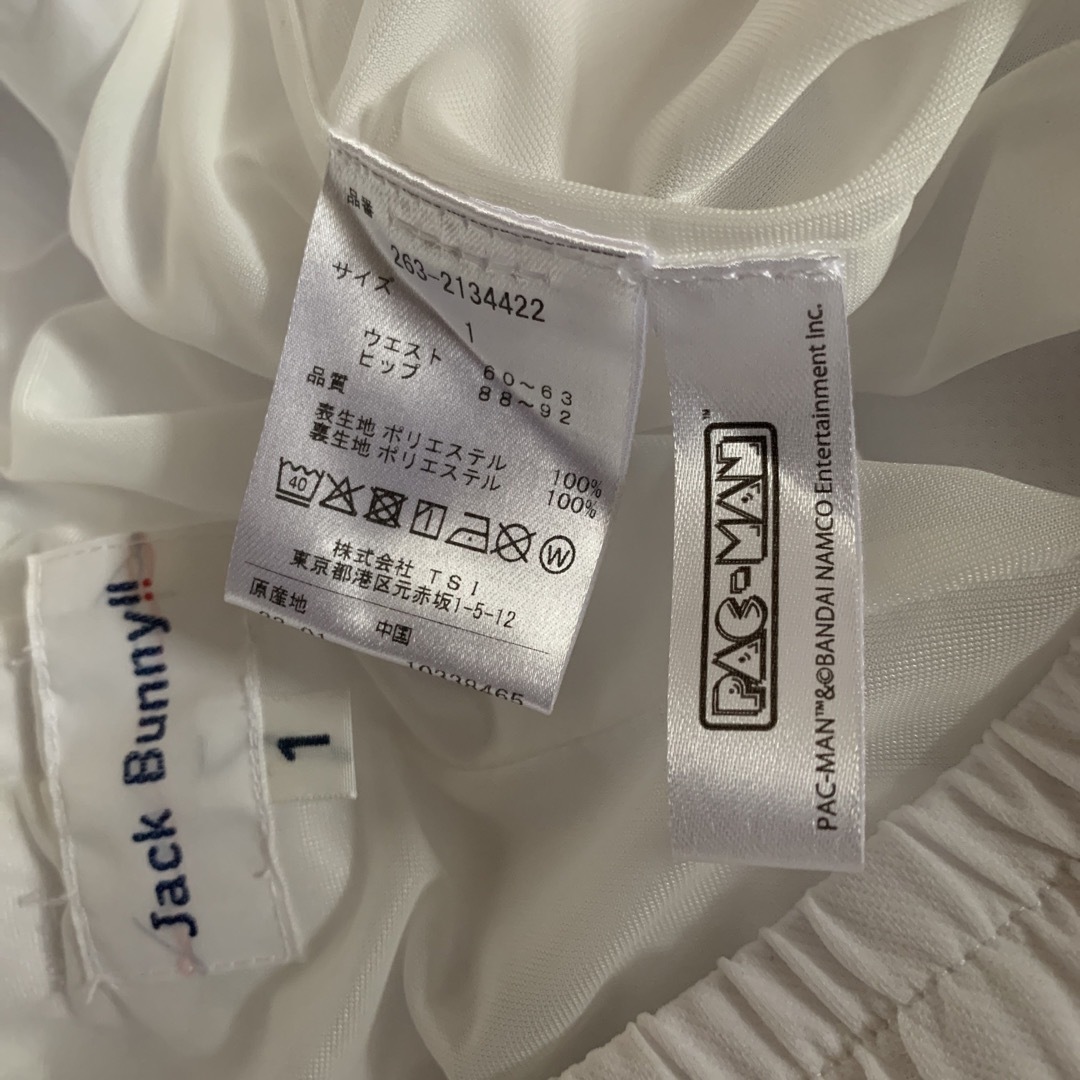 品番
263-2134422
サイズ
1
ウエスト 60～63
ヒップ 88～92
品質
表生地 ポリエステル 100%
裏生地 ポリエステル 100%
40
W
株式会社 TSI
東京都港区元赤坂1-5-12
原産地 中国
10338465
PAC-MAN™
PAC-MAN™&©BANDAI NAMCO Entertainment Inc.
Jack Bunny!!
1